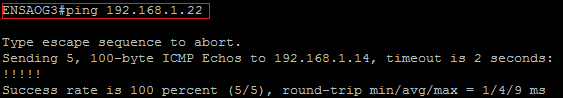 ENSAOG3#ping 192.168.1.22
Type escape sequence to abort.
Sending 5, 100-byte ICMP Echos to 192.168.1.14, timeout is 2 seconds:
!!!!!
Success rate is 100 percent (5/5), round-trip min/avg/max = 1/4/9 ms